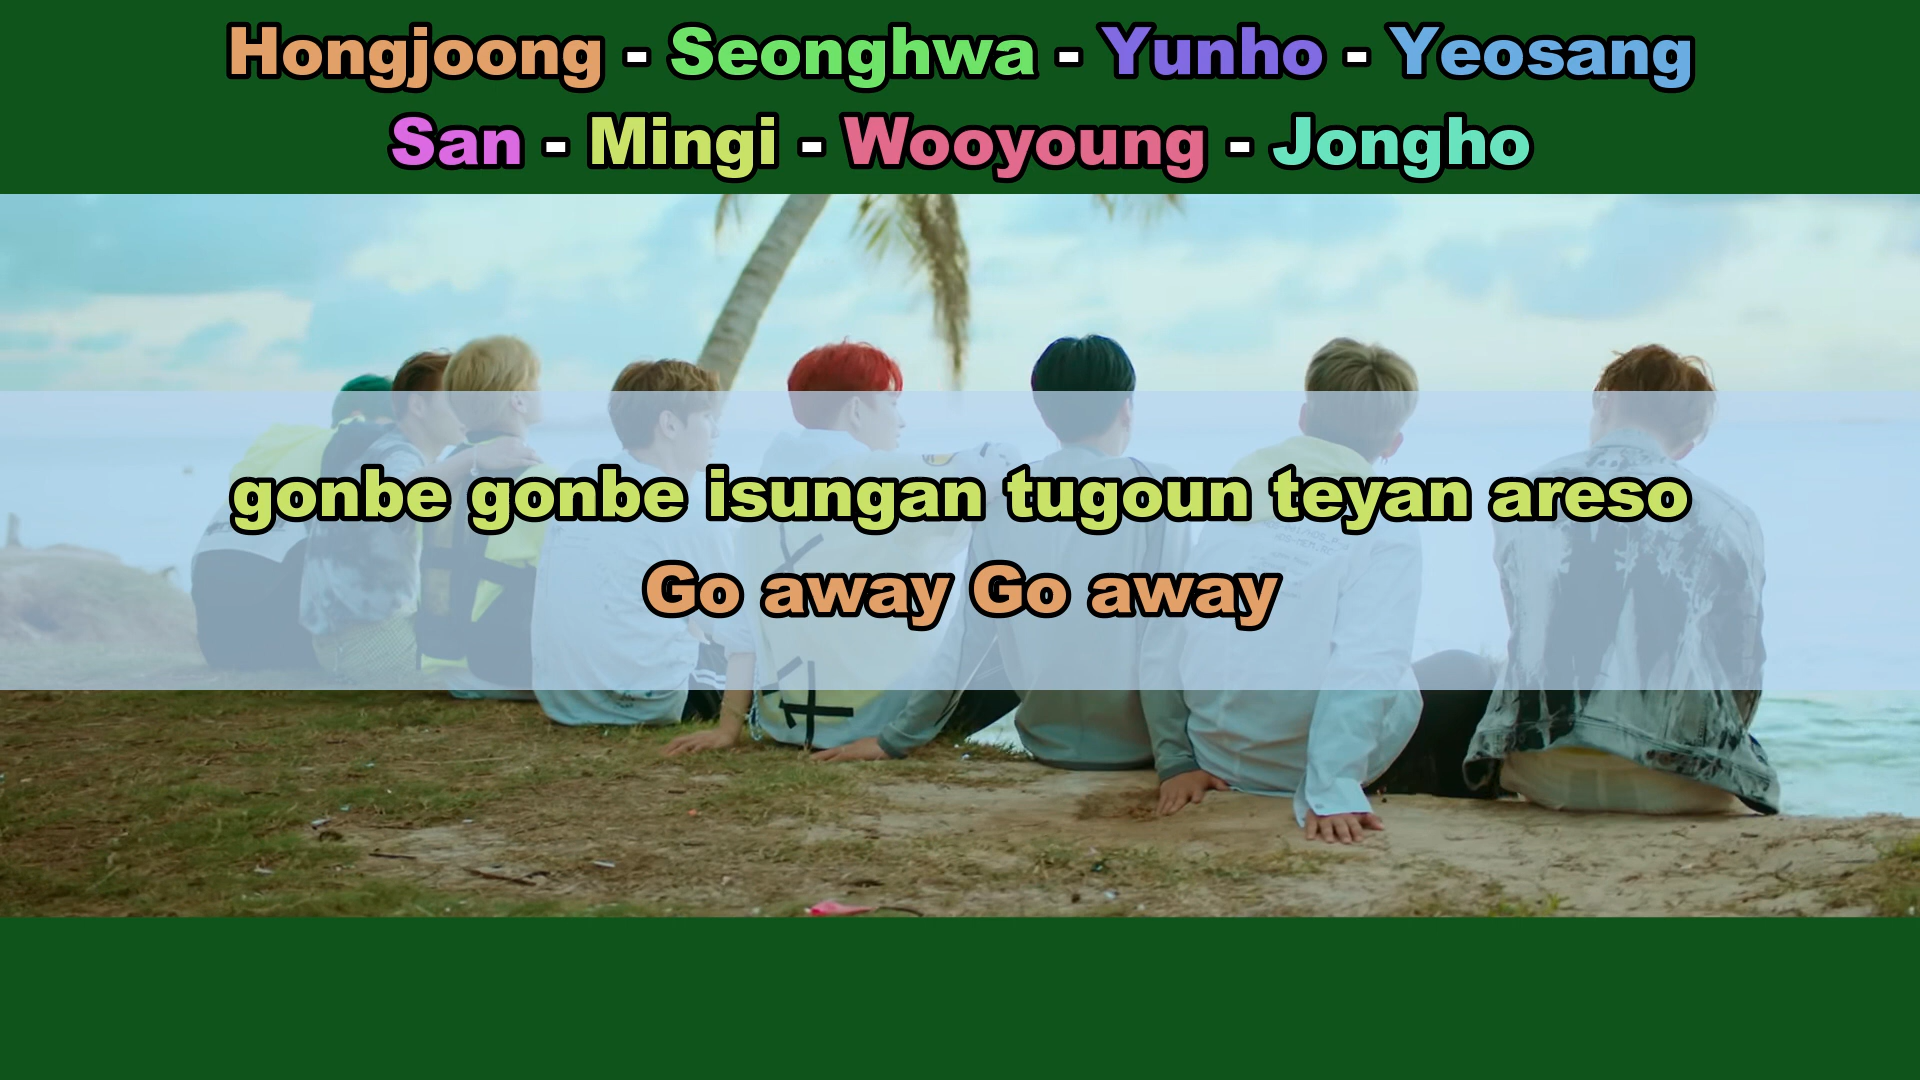 Hongjoong - Seonghwa - Yunho - Yeosang
San - Mingi - Wooyoung - Jongho
gonbe gonbe isungan tugoun teyan areso
Go away Go away